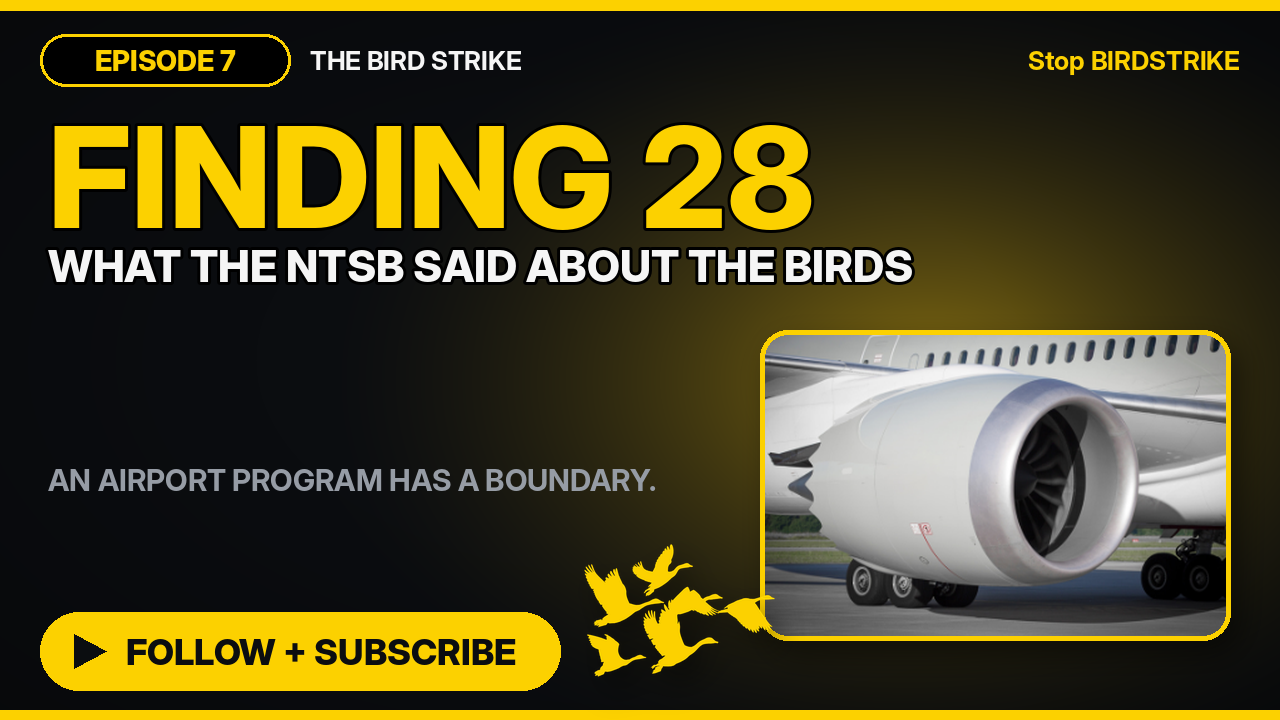 EPISODE 7
THE BIRD STRIKE
Stop BIRDSTRIKE
FINDING 28
WHAT THE NTSB SAID ABOUT THE BIRDS
AN AIRPORT PROGRAM HAS A BOUNDARY.
FOLLOW + SUBSCRIBE